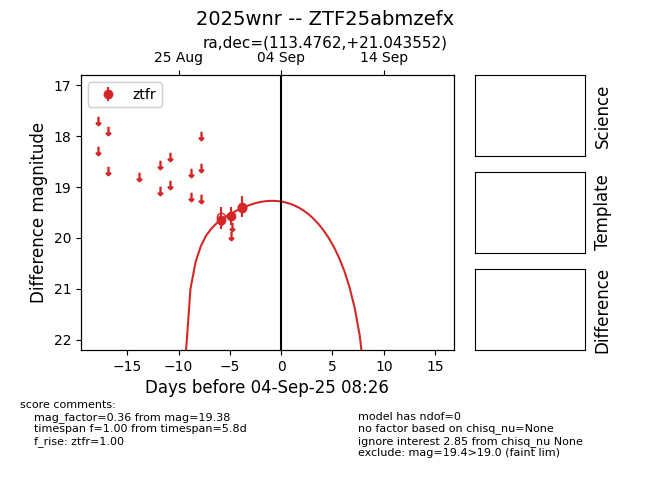 2025wnr -- ZTF25abmzefx
ra,dec=(113.4762,+21.043552)
25 Aug 04 Sep 14 Sep
ztfr
17
18
19
20
21
22
Difference magnitude
−15 −10 −5 0 5 10 15
Days before 04-Sep-25 08:26
Science
Template
Difference
score comments:
mag_factor=0.36 from mag=19.38
timespan f=1.00 from timespan=5.8d
f_rise: ztfr=1.00
model has ndof=0
no factor based on chisq_nu=None
ignore interest 2.85 from chisq_nu None
exclude: mag=19.4>19.0 (faint lim)